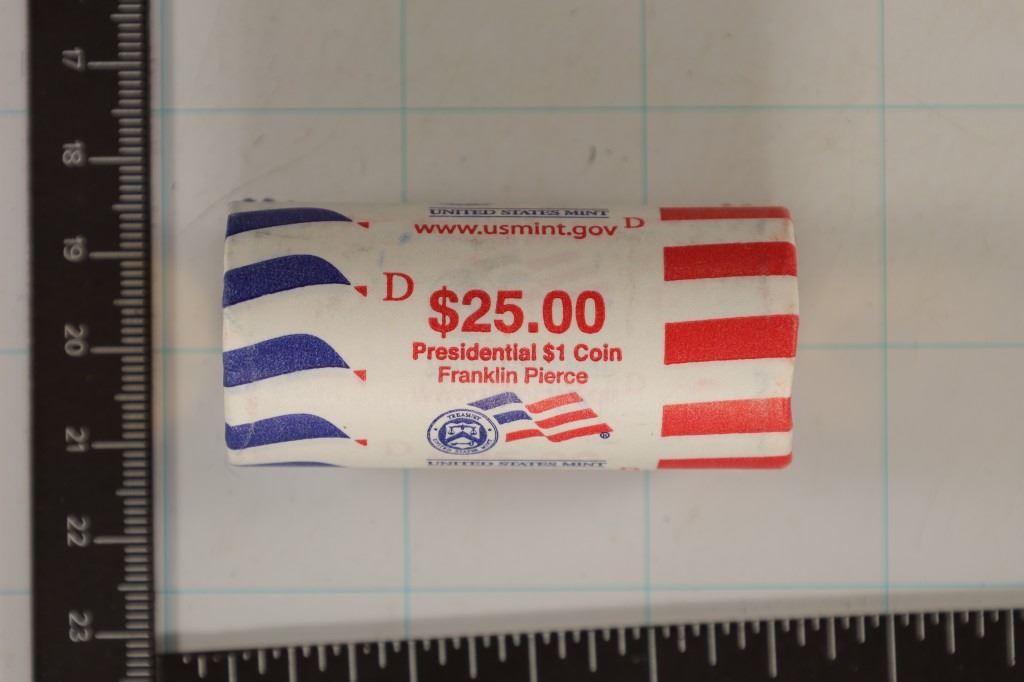 UNITED STATES MINT
www.usmint.gov D
D
$25.00
Presidential $1 Coin
Franklin Pierce
TREASURY
UNITED STATES MINT
17
18
19
20
21
22
23